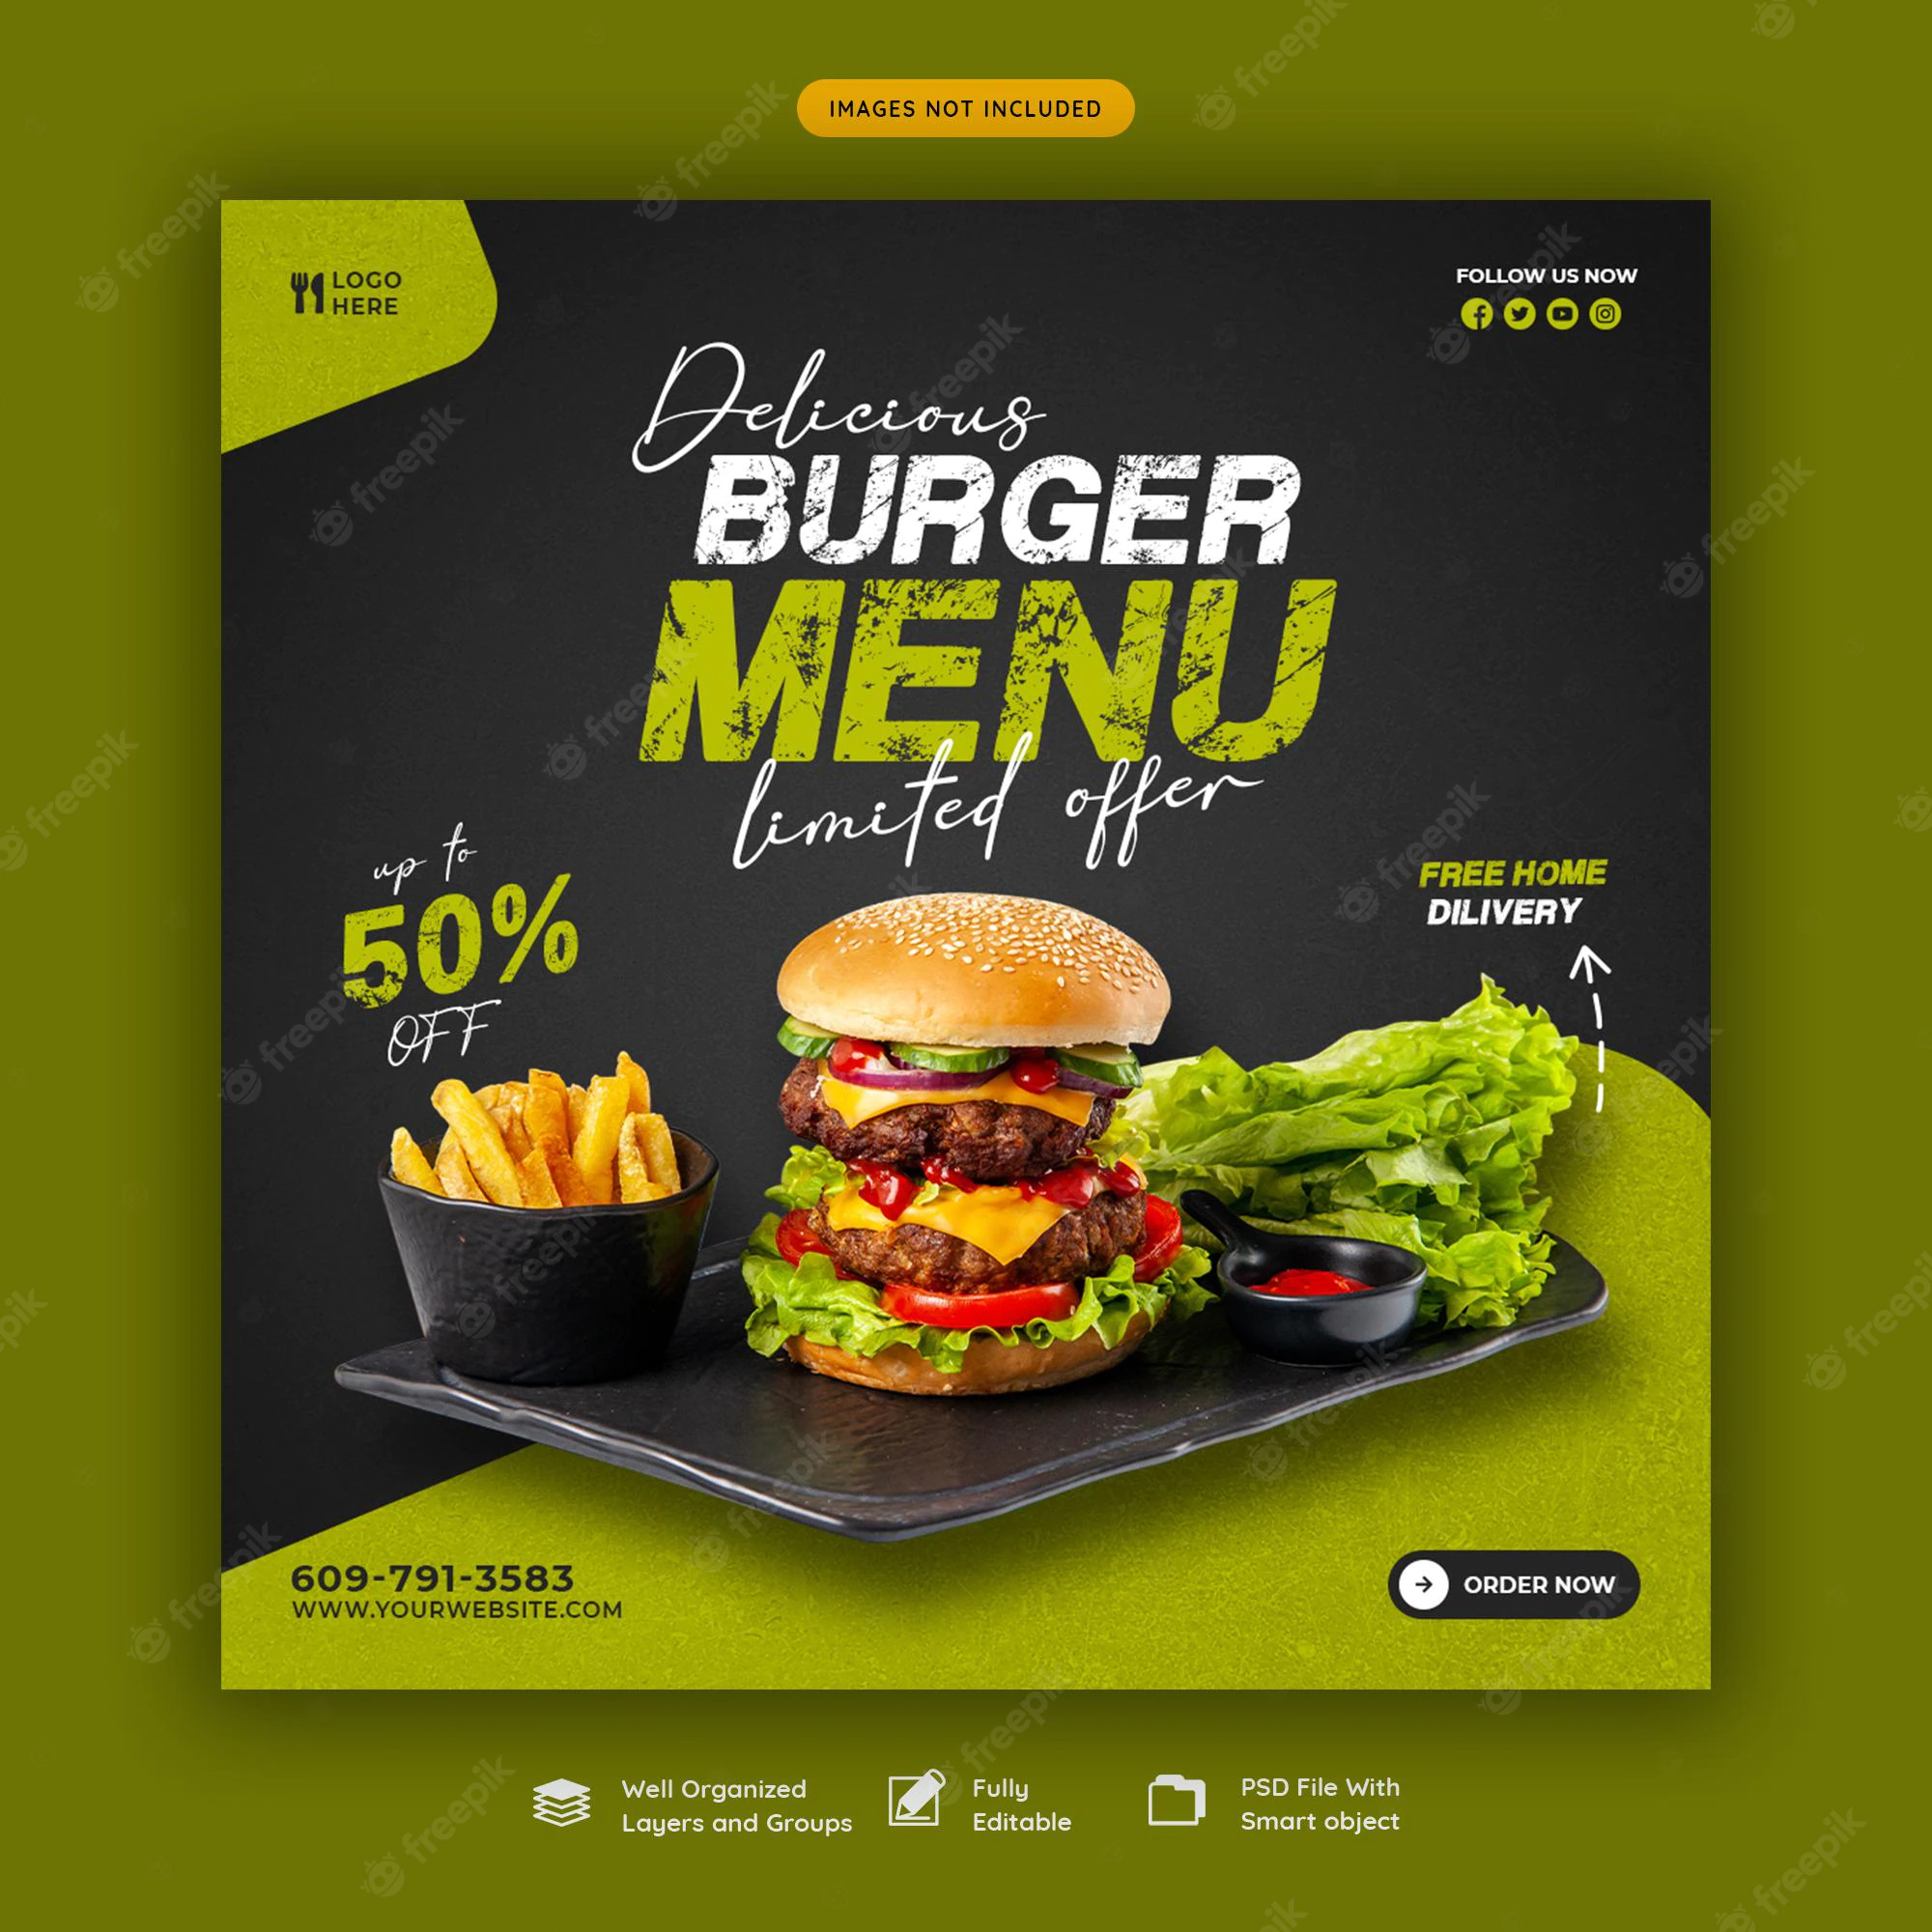 IMAGES NOT INCLUDED
LOGO
HERE
FOLLOW US NOW
Delicious
BURGER
MENU
limited offer
up to
50%
OFF
FREE HOME
DILIVERY
609-791-3583
WWW.YOURWEBSITE.COM
ORDER NOW
Well Organized
Layers and Groups
Fully
Editable
PSD File With
Smart object
freepik